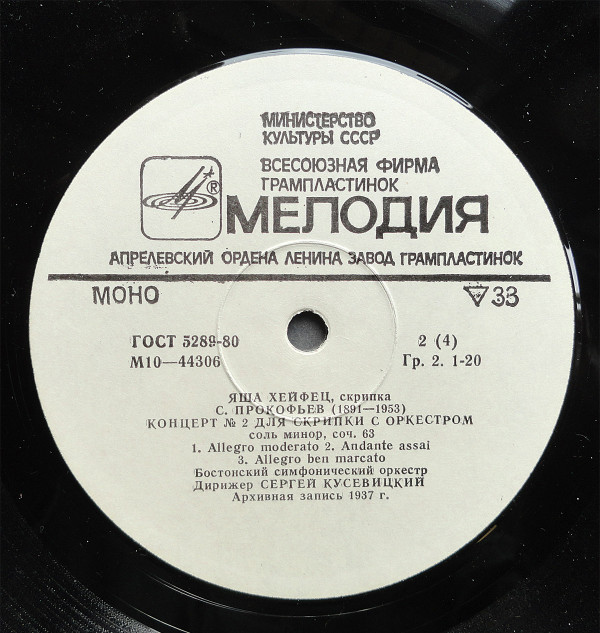 МИНИСТЕРСТВО
КУЛЬТУРЫ СССР
ВСЕСОЮЗНАЯ ФИРМА
ГРАМПЛАСТИНОК
® МЕЛОДИЯ
АПРЕЛЕВСКИЙ ОРДЕНА ЛЕНИНА ЗАВОД ГРАМПЛАСТИНОК
МОНО 33
ГОСТ 5289-80 2 (4)
М10—44306 Гр. 2. 1-20
ЯША ХЕЙФЕЦ, скрипка
С. ПРОКОФЬЕВ (1891—1953)
КОНЦЕРТ № 2 ДЛЯ СКРИПКИ С ОРКЕСТРОМ
соль минор, соч. 63
1. Allegro moderato 2. Andante assai
3. Allegro ben marcato
Бостонский симфонический оркестр
Дирижер СЕРГЕЙ КУСЕВИЦКИЙ
Архивная запись 1937 г.